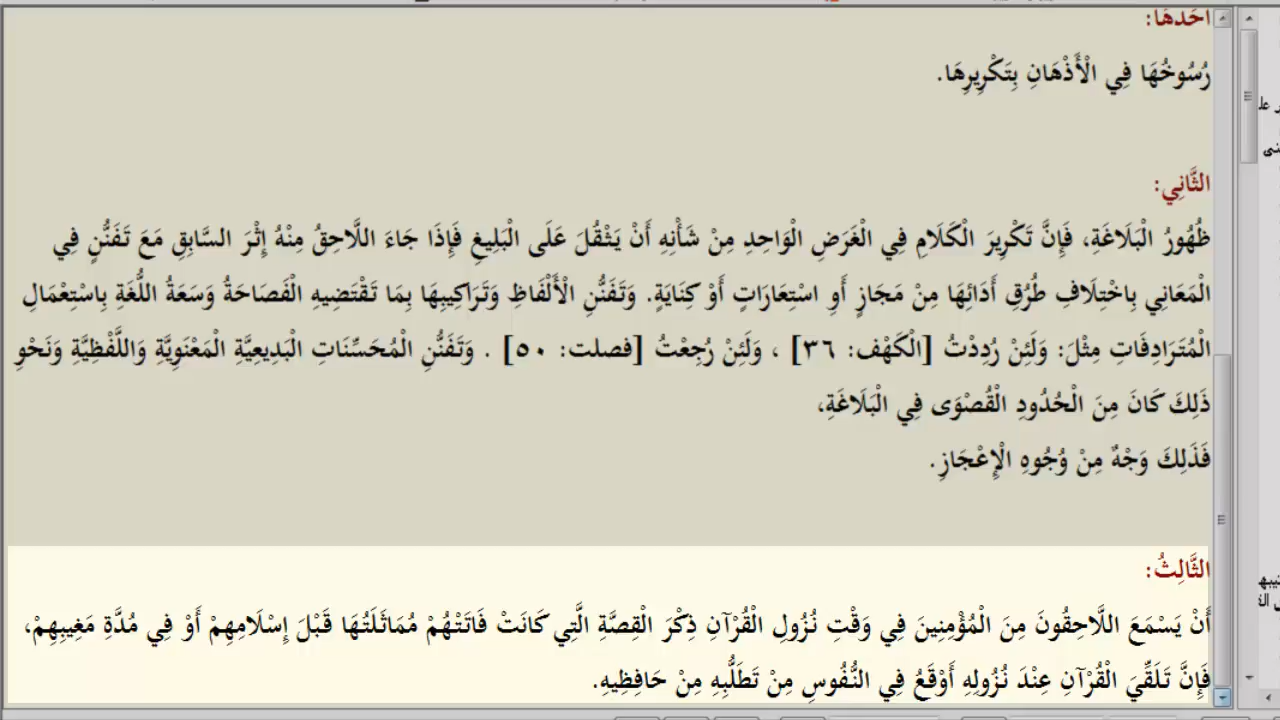 احَدهَا:
رُسُوخُهَا فِي الْأَذْهَانِ بِتَكْرِيرِهَا.
الثَّانِي:
ظُهُورُ الْبَلَاغَةِ، فَإِنَّ تَكْرِيرَ الْكَلَامِ فِي الْغَرَضِ الْوَاحِدِ مِنْ شَأْنِهِ أَنْ يَثْقُلَ عَلَى الْبَلِيغِ فَإِذَا جَاءَ اللَّاحِقُ مِنْهُ إِثْرَ السَّابِقِ مَعَ تَفَنُّنٍ فِي
الْمَعَانِي بِاخْتِلَافِ طُرُقِ أَدَائِهَا مِنْ مَجَازٍ أَوِ اسْتِعَارَاتٍ أَوْ كِنَايَةٍ. وَتَفَنُّنِ الْأَلْفَاظِ وَتَرَاكِيبِهَا بِمَا تَقْتَضِيهِ الْفَصَاحَةُ وَسَعَةُ اللُّغَةِ بِاسْتِعْمَالِ
الْمُتَرَادِفَاتِ مِثْلَ: وَلَئِنْ رُدِدْتُ [الْكَهْف: ٣٦] ، وَلَئِنْ رُجِعْتُ [فصلت: ٥٠] . وَتَفَنُّنِ الْمُحَسِّنَاتِ الْبَدِيعِيَّةِ الْمَعْنَوِيَّةِ وَاللَّفْظِيَّةِ وَنَحْوِ
ذَلِكَ كَانَ مِنَ الْحُدُودِ الْقُصْوَى فِي الْبَلَاغَةِ،
فَذَلِكَ وَجْهٌ مِنْ وُجُوهِ الْإِعْجَازِ.
الثَّالِثُ:
أَنْ يَسْمَعَ اللَّاحِقُونَ مِنَ الْمُؤْمِنِينَ فِي وَقْتِ نُزُولِ الْقُرْآنِ ذِكْرَ الْقِصَّةِ الَّتِي كَانَتْ فَاتَتْهُمْ مُمَاثَلَتُهَا قَبْلَ إِسْلَامِهِمْ أَوْ فِي مُدَّةِ مَغِيبِهِمْ،
فَإِنَّ تَلَقِّيَ الْقُرْآنِ عِنْدَ نُزُولِهِ أَوْقَعُ فِي النُّفُوسِ مِنْ تَطَلُّبِهِ مِنْ حَافِظِيهِ.